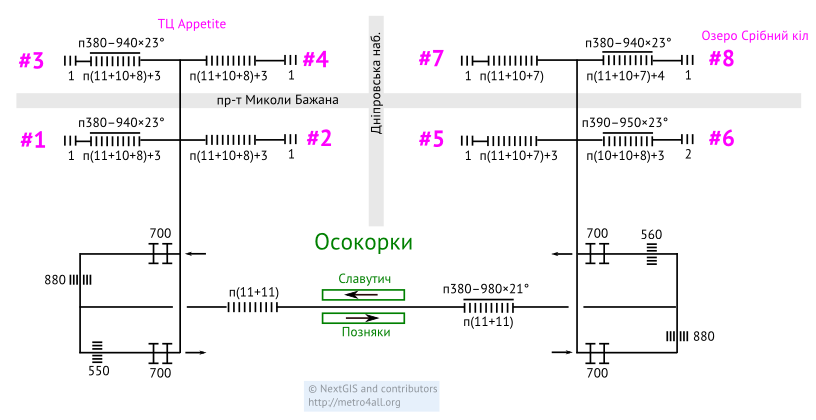 ТЦ Appetite
Озеро Срібний кіл
п380–940×23°
п380–940×23°
#3
#4
#7
#8
1
п(11+10+8)+3
п(11+10+8)+3
1
1
п(11+10+7)
п(11+10+7)+4
1
Дніпровська наб.
пр-т Миколи Бажана
п380–940×23°
п390–950×23°
#1
#2
#5
#6
1
п(11+10+8)+3
п(11+10+8)+3
1
1
п(11+10+7)+3
п(10+10+8)+3
2
700
700
560
Осокорки
880
Славутич
п(11+11)
п380–980×21°
п(11+11)
Позняки
880
550
700
700
© NextGIS and contributors
http://metro4all.org